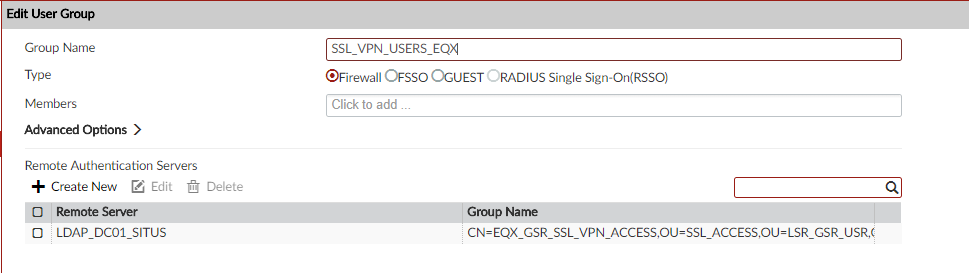 Edit User Group
Group Name SSL_VPN_USERS_EQX
Type Firewall FSSO GUEST RADIUS Single Sign-On(RSSO)
Members Click to add ...
Advanced Options
Remote Authentication Servers
Create New Edit Delete
Remote Server Group Name
LDAP_DC01_SITUS CN=EQX_GSR_SSL_VPN_ACCESS,OU=SSL_ACCESS,OU=LSR_GSR_USR,